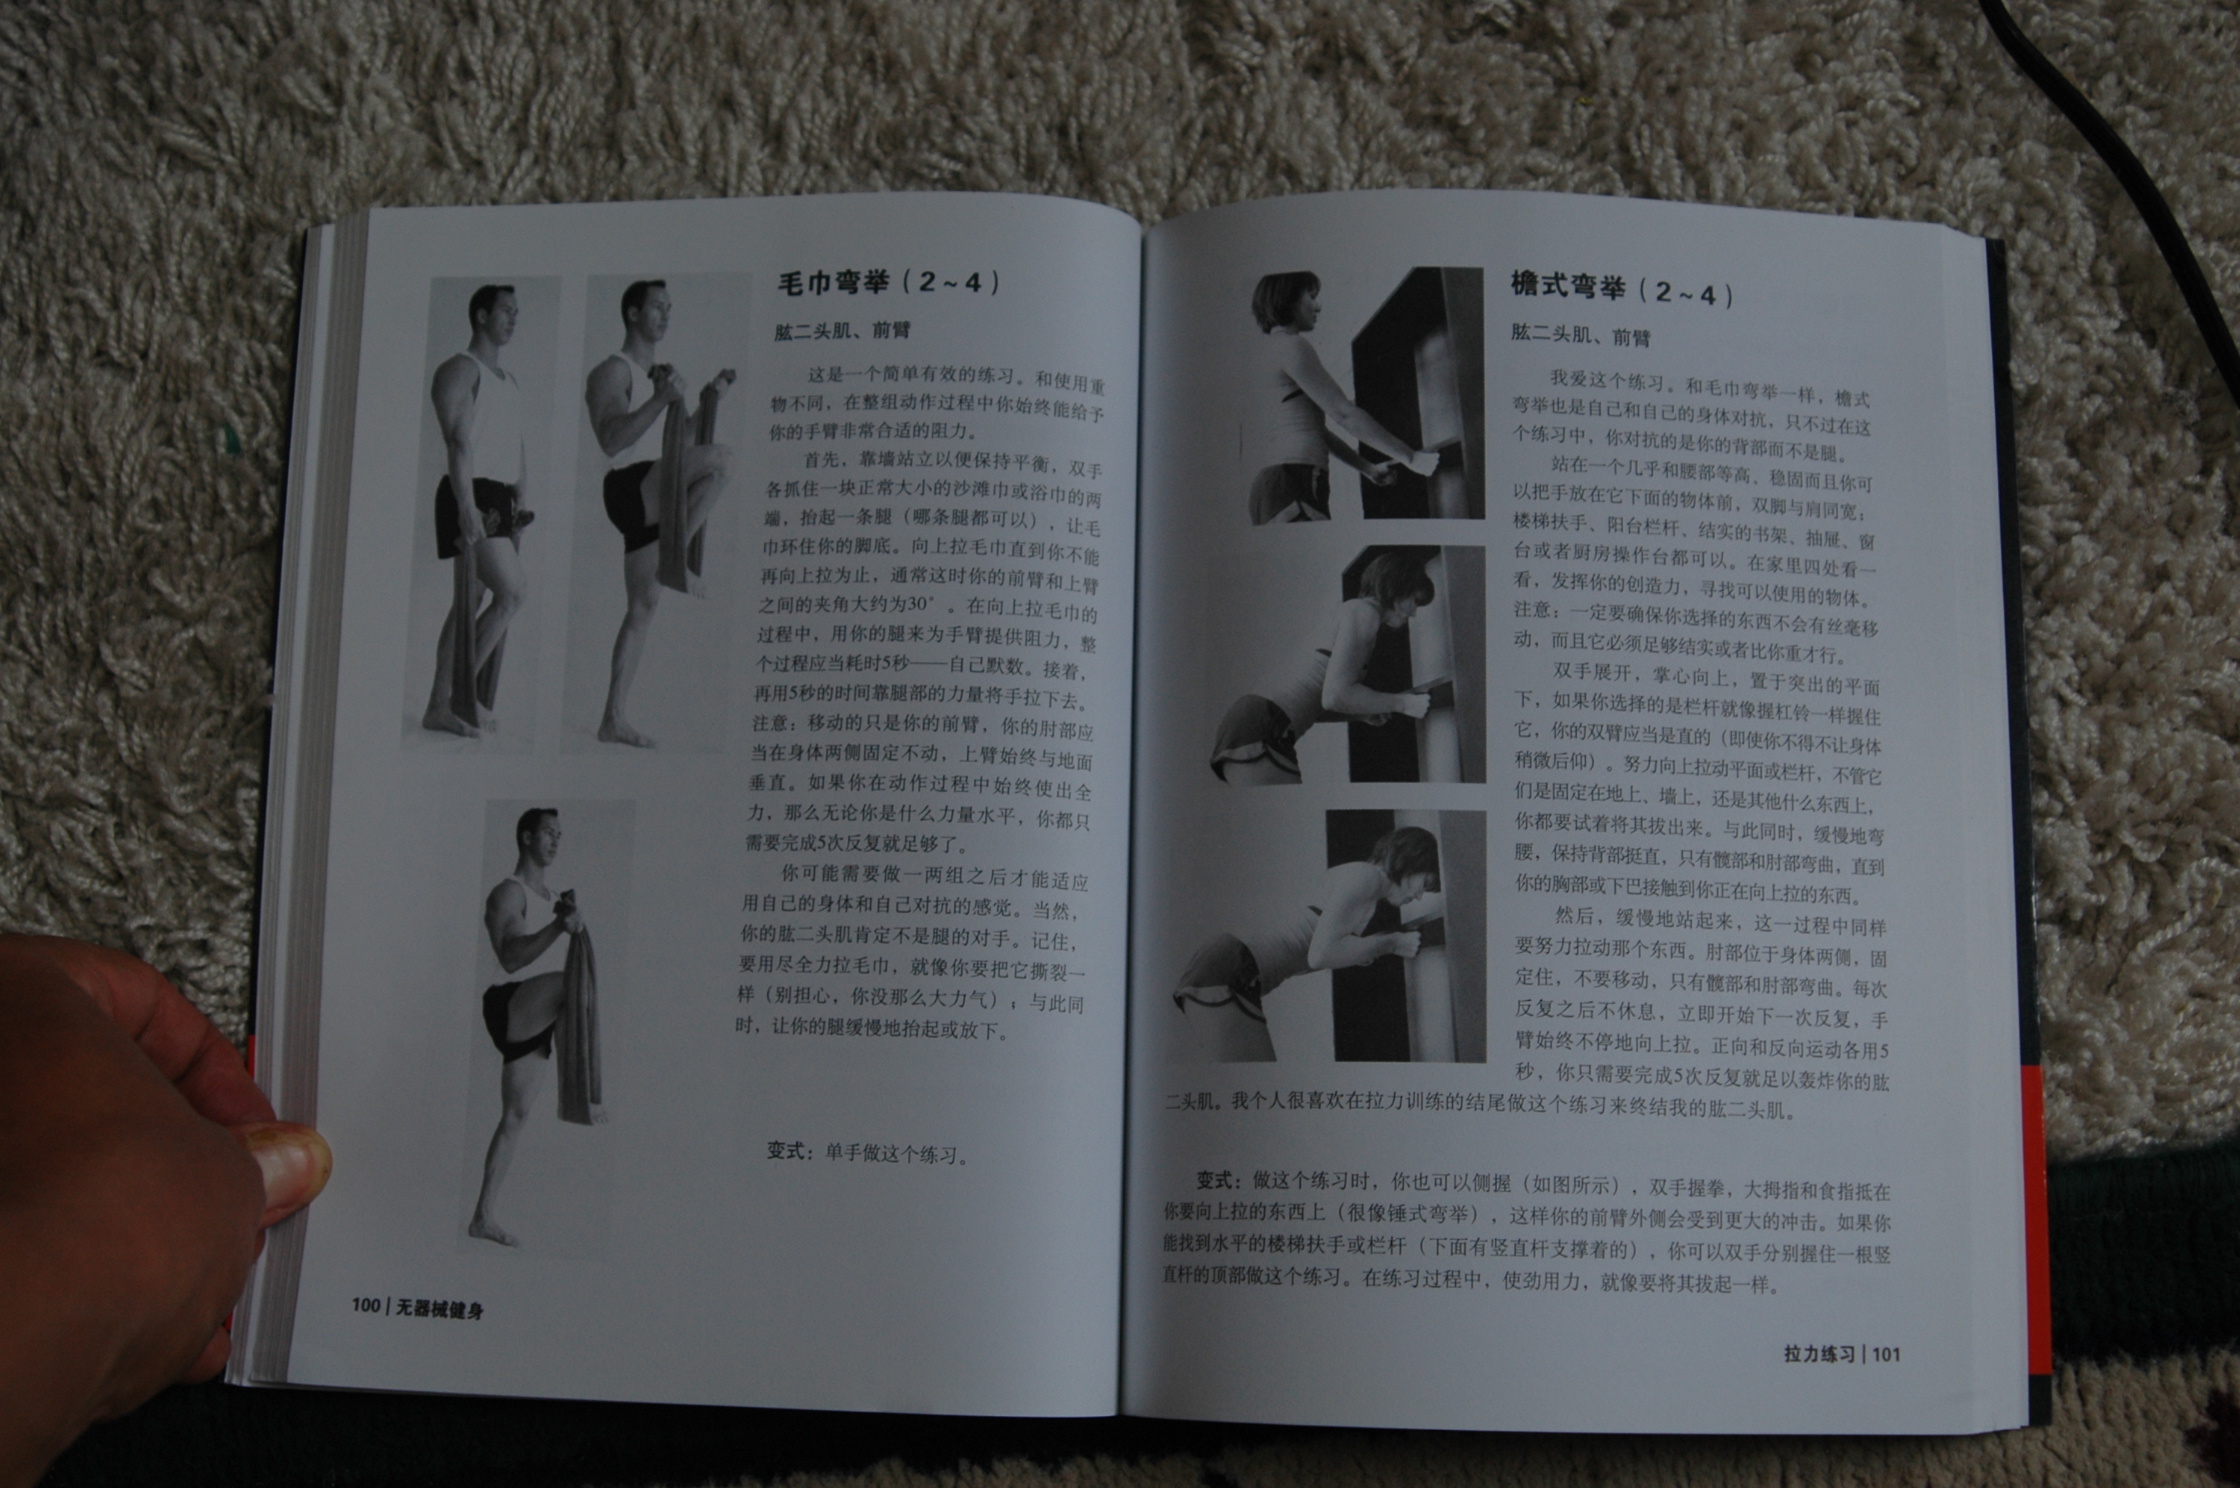 毛巾弯举（2~4）
肱二头肌、前臂
这是一个简单有效的练习。和使用重
物不同，在整组动作过程中你始终能给予
你的手臂非常合适的阻力。
首先，靠墙站立以便保持平衡，双手
各抓住一块正常大小的沙滩巾或浴巾的两
端，抬起一条腿（哪条腿都可以），让毛
巾环住你的脚底。向上拉毛巾直到你不能
再向上拉为止，通常这时你的前臂和上臂
之间的夹角大约为30°。在向上拉毛巾的
过程中，用你的腿来为手臂提供阻力，整
个过程应当耗时5秒——自己默数。接着，
再用5秒的时间靠腿部的力量将手拉下去。
注意：移动的只是你的前臂，你的肘部应
当在身体两侧固定不动，上臂始终与地面
垂直。如果你在动作过程中始终使出全
力，那么无论你是什么力量水平，你都只
需要完成5次反复就足够了。
你可能需要做一两组之后才能适应
用自己的身体和自己对抗的感觉。当然，
你的肱二头肌肯定不是腿的对手。记住，
要用尽全力拉毛巾，就像你要把它撕裂一
样（别担心，你没那么大力气）；与此同
时，让你的腿缓慢地抬起或放下。
变式：单手做这个练习。
100|无器械健身
檐式弯举（2~4）
肱二头肌、前臂
我爱这个练习。和毛巾弯举一样，檐式
弯举也是自己和自己的身体对抗，只不过在这
个练习中，你对抗的是你的背部而不是腿。
站在一个几乎和腰部等高、稳固而且你可
以把手放在它下面的物体前，双脚与肩同宽；
楼梯扶手、阳台栏杆、结实的书架、抽屉、窗
台或者厨房操作台都可以。在家里四处看一
看，发挥你的创造力，寻找可以使用的物体。
注意：一定要确保你选择的东西不会有丝毫移
动，而且它必须足够结实或者比你重才行。
双手展开，掌心向上，置于突出的平面
下，如果你选择的是栏杆就像握杠铃一样握住
它，你的双臂应当是直的（即使你不得不让身体
稍微后仰）。努力向上拉动平面或栏杆，不管它
们是固定在地上、墙上，还是其他什么东西上，
你都要试着将其拔出来。与此同时，缓慢地弯
腰，保持背部挺直，只有髋部和肘部弯曲，直到
你的胸部或下巴接触到你正在向上拉的东西。
然后，缓慢地站起来，这一过程中同样
要努力拉动那个东西。肘部位于身体两侧，固
定住，不要移动，只有髋部和肘部弯曲。每次
反复之后不休息，立即开始下一次反复，手
臂始终不停地向上拉。正向和反向运动各用5
秒，你只需要完成5次反复就足以轰炸你的肱
二头肌。我个人很喜欢在拉力训练的结尾做这个练习来终结我的肱二头肌。
变式：做这个练习时，你也可以侧握（如图所示），双手握拳，大拇指和食指抵在
你要向上拉的东西上（很像锤式弯举），这样你的前臂外侧会受到更大的冲击。如果你
能找到水平的楼梯扶手或栏杆（下面有竖直杆支撑着的），你可以双手分别握住一根竖
直杆的顶部做这个练习。在练习过程中，使劲用力，就像要将其拔起一样。
拉力练习|101